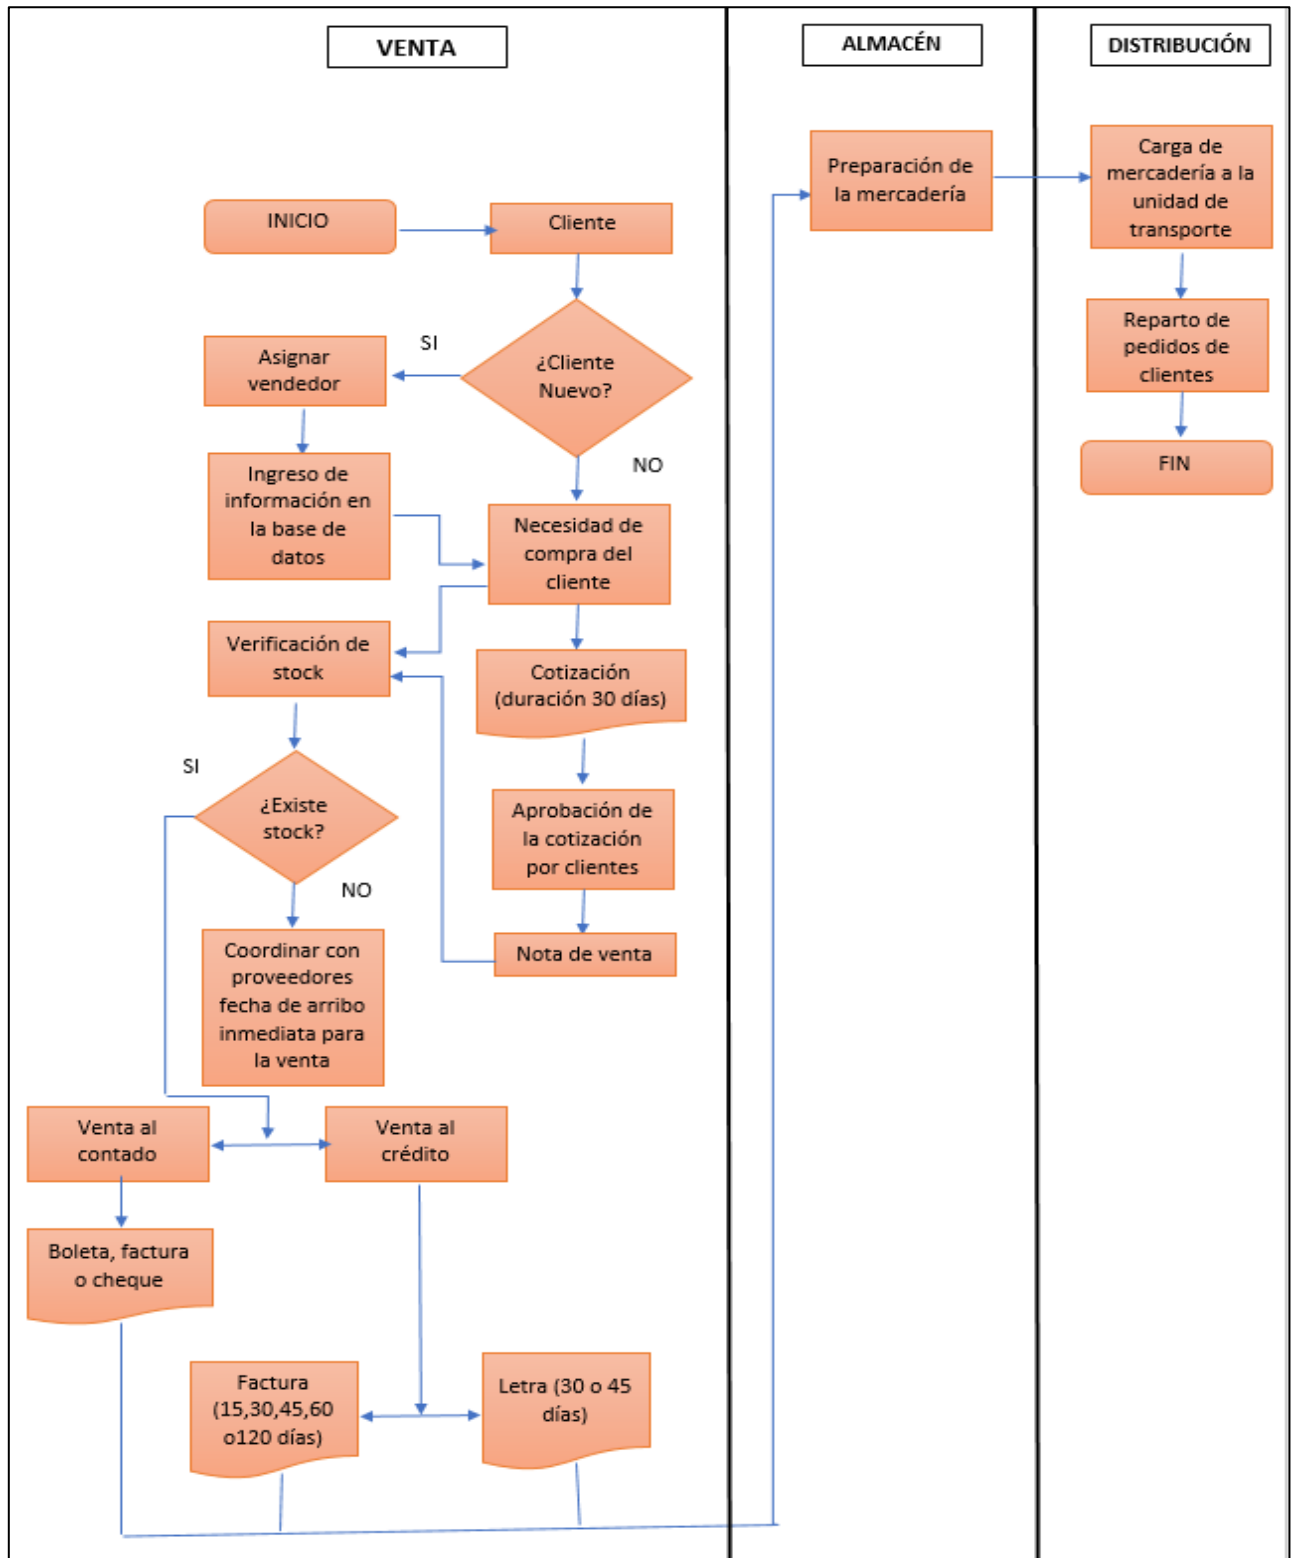 VENTA
ALMACÉN
DISTRIBUCIÓN
INICIO
Cliente
Preparación de
la mercadería
Carga de
mercadería a la
unidad de
transporte
SI
¿Cliente
Nuevo?
Asignar
vendedor
NO
Reparto de
pedidos de
clientes
FIN
Ingreso de
información en
la base de
datos
Necesidad de
compra del
cliente
Verificación de
stock
Cotización
(duración 30 días)
SI
¿Existe
stock?
NO
Aprobación de
la cotización
por clientes
Nota de venta
Coordinar con
proveedores
fecha de arribo
inmediata para
la venta
Venta al
contado
Venta al
crédito
Boleta, factura
o cheque
Factura
(15,30,45,60
o120 días)
Letra (30 o 45
días)